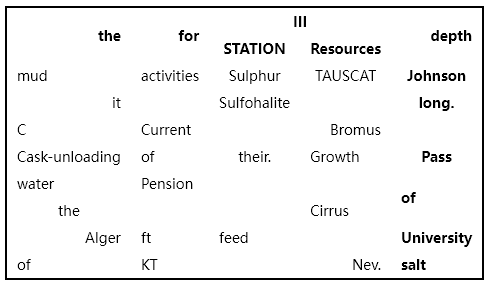 the for III depth
STATION Resources
mud activities Sulphur TAUSCAT Johnson
it Sulfohalite long.
C Current Bromus
Cask-unloading of their. Growth Pass
water Pension
of
the Cirrus
Alger ft feed University
of KT Nev. salt